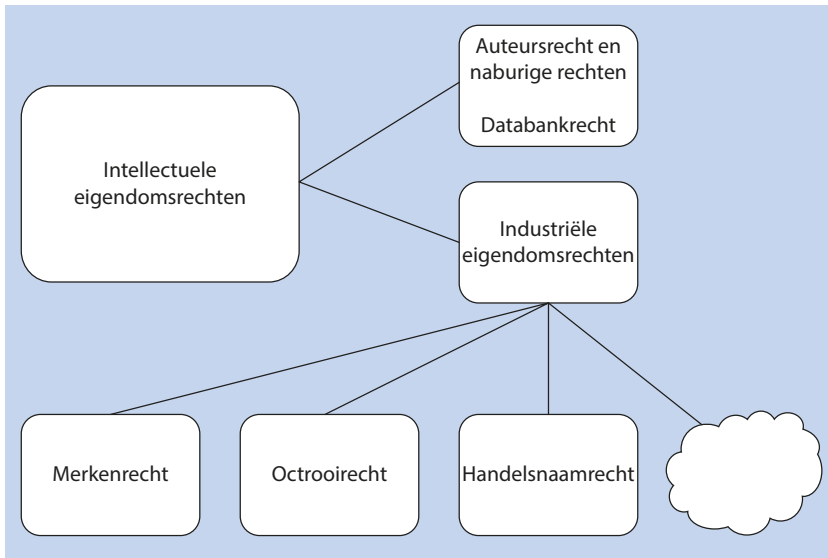 Auteursrecht en
naburige rechten
Databankrecht
Intellectuele
eigendomsrechten
Industriële
eigendomsrechten
Merkenrecht
Octrooirecht
Handelsnaamrecht